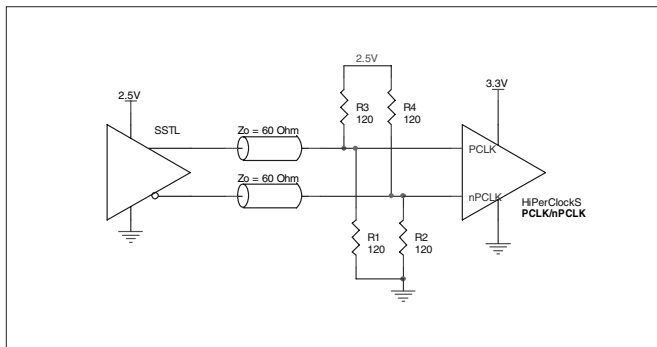 2.5V
3.3V
2.5V
R3
120
R4
120
SSTL
Zo = 60 Ohm
PCLK
Zo = 60 Ohm
nPCLK
HiPerClockS
PCLK/nPCLK
R1
120
R2
120